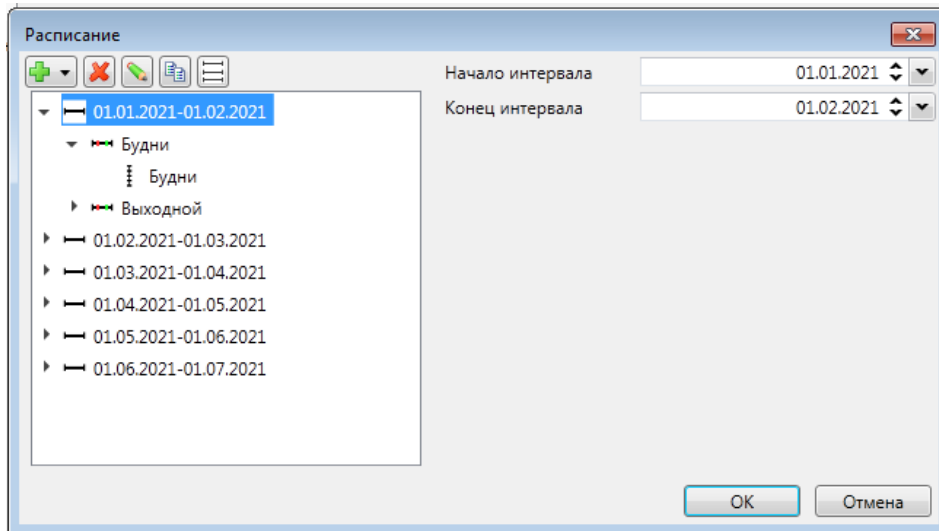 Расписание
Начало интервала 01.01.2021
Конец интервала 01.02.2021
01.01.2021-01.02.2021
Будни
Будни
Выходной
01.02.2021-01.03.2021
01.03.2021-01.04.2021
01.04.2021-01.05.2021
01.05.2021-01.06.2021
01.06.2021-01.07.2021
OK
Отмена